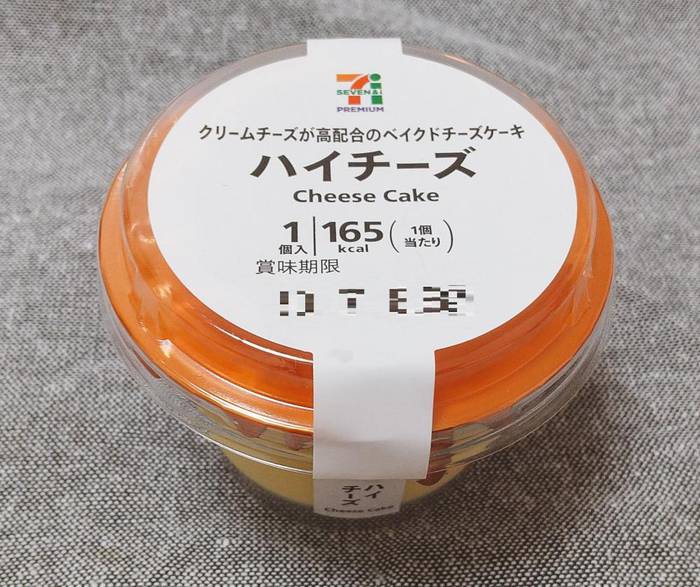 SEVEN & i
PREMIUM
クリームチーズが高配合のベイクドチーズケーキ
ハイチーズ
Cheese Cake
1個入 165kcal (1個当たり)
賞味期限
ハイチーズ
Cheese Cake